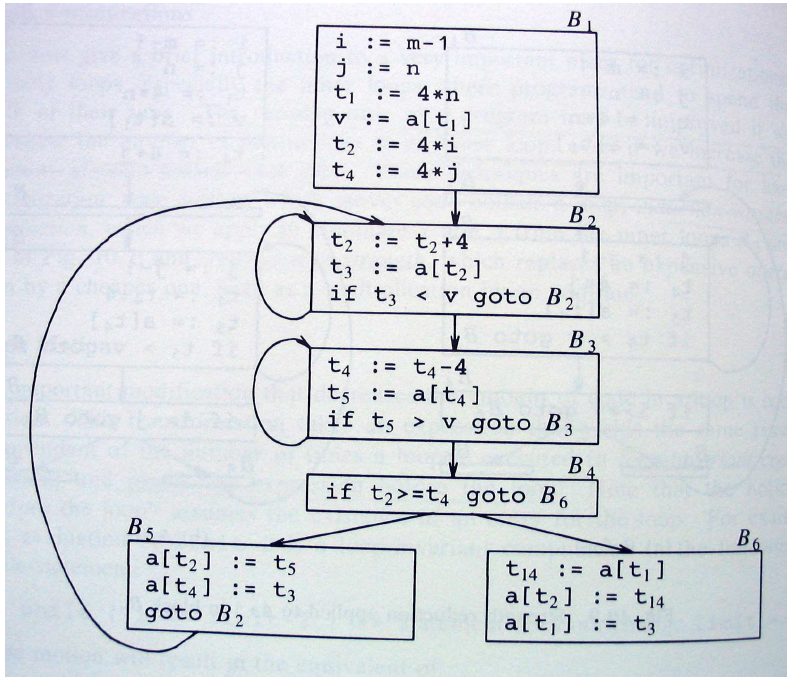 B₁
i := m-1
j := n
t₁ := 4*n
v := a[t₁]
t₂ := 4*i
t₄ := 4*j
B₂
t₂ := t₂+4
t₃ := a[t₂]
if t₃ < v goto B₂
B₃
t₄ := t₄-4
t₅ := a[t₄]
if t₅ > v goto B₃
B₄
if t₂>=t₄ goto B₆
B₅
a[t₂] := t₅
a[t₄] := t₃
goto B₂
B₆
t₁₄ := a[t₁]
a[t₂] := t₁₄
a[t₁] := t₃